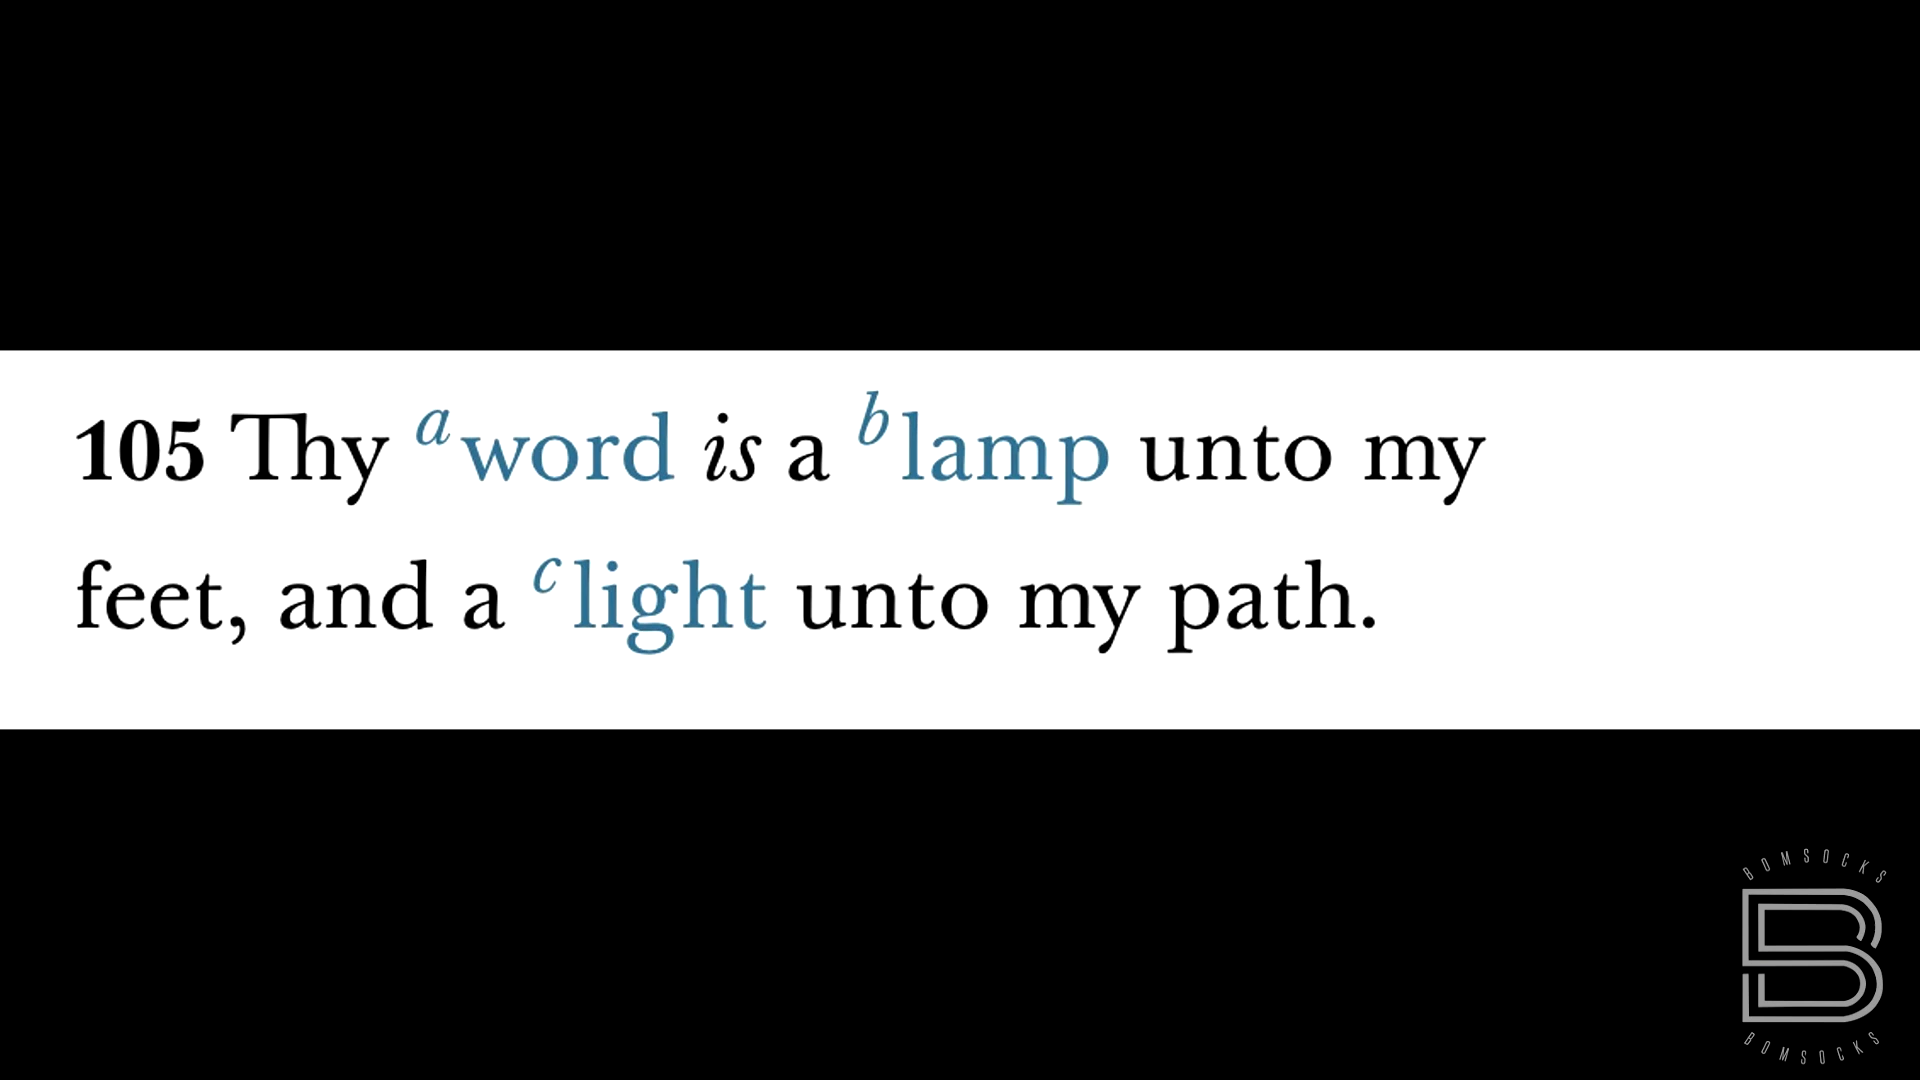 105 Thy a word is a b lamp unto my
feet, and a c light unto my path.
BOMSOCKS
B
BOMSOCKS